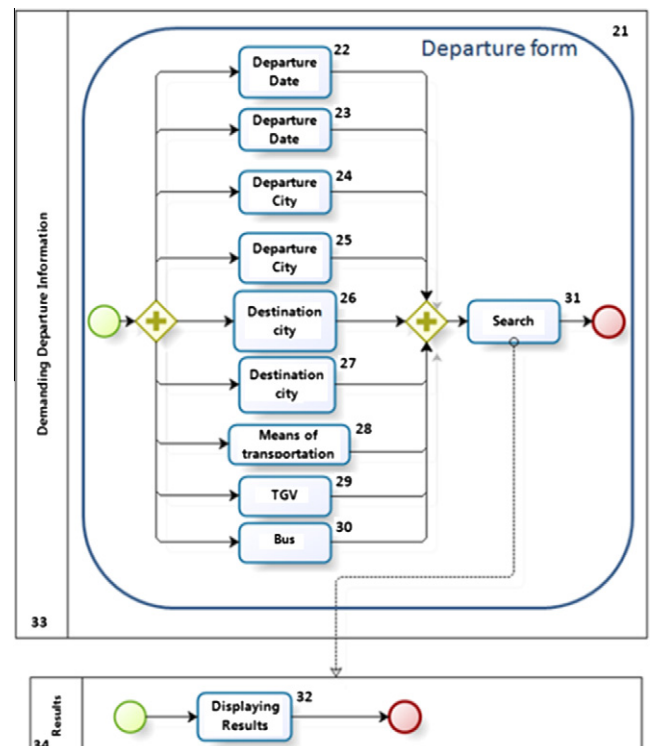 21
Departure form
22
Departure
Date
23
Departure
Date
24
Departure
City
25
Departure
City
26
Destination
city
31
Search
27
Destination
city
28
Means of
transportation
29
TGV
30
Bus
Demanding Departure Information
33
32
Displaying
Results
Results
34